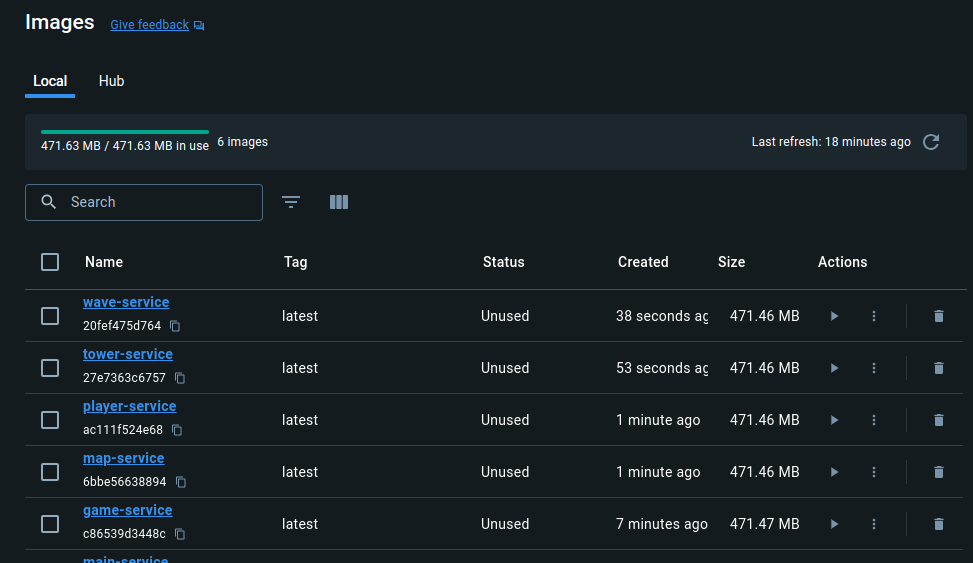 Images Give feedback
Local Hub
471.63 MB / 471.63 MB in use 6 images Last refresh: 18 minutes ago
Search
Name Tag Status Created Size Actions
wave-service
20fef475d764 latest Unused 38 seconds ag 471.46 MB
tower-service
27e7363c6757 latest Unused 53 seconds ag 471.46 MB
player-service
ac111f524e68 latest Unused 1 minute ago 471.46 MB
map-service
6bbe56638894 latest Unused 1 minute ago 471.46 MB
game-service
c86539d3448c latest Unused 7 minutes ago 471.47 MB
main-service